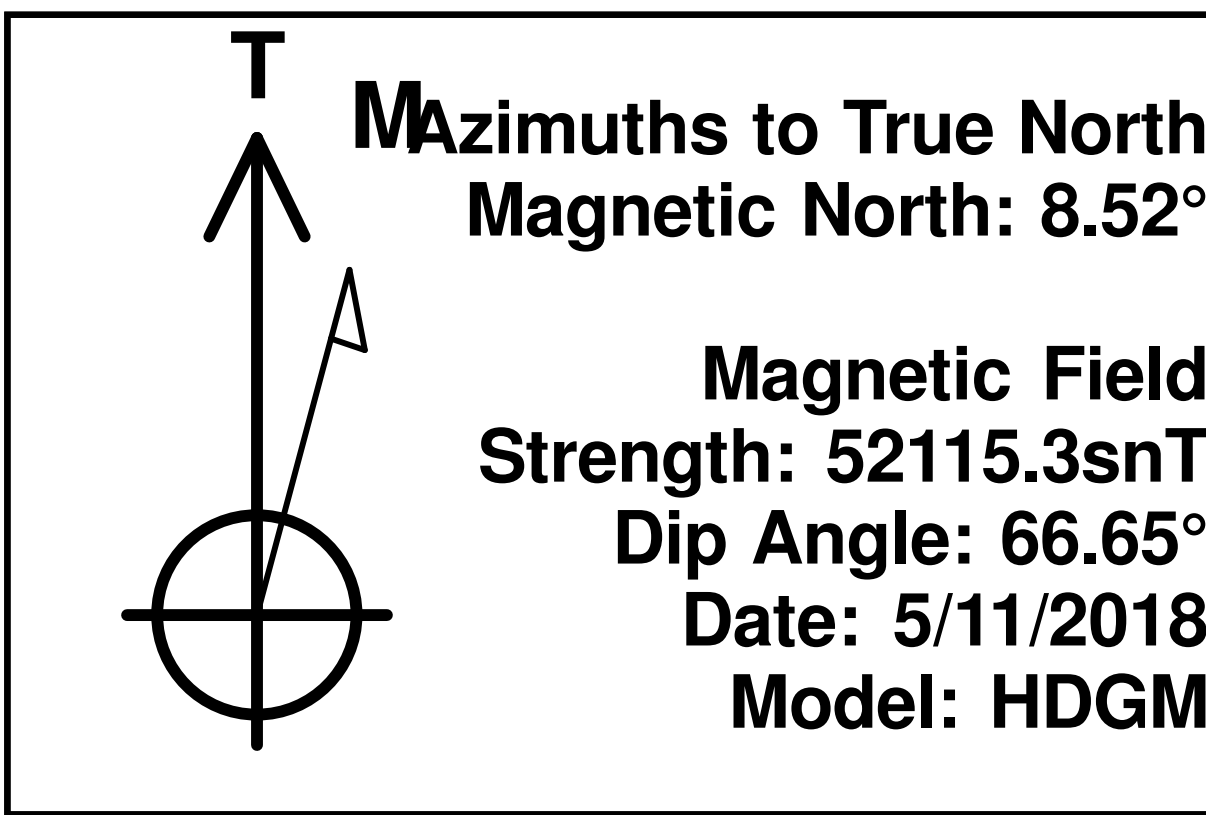 T
M
Azimuths to True North
Magnetic North: 8.52°
Magnetic Field
Strength: 52115.3snT
Dip Angle: 66.65°
Date: 5/11/2018
Model: HDGM